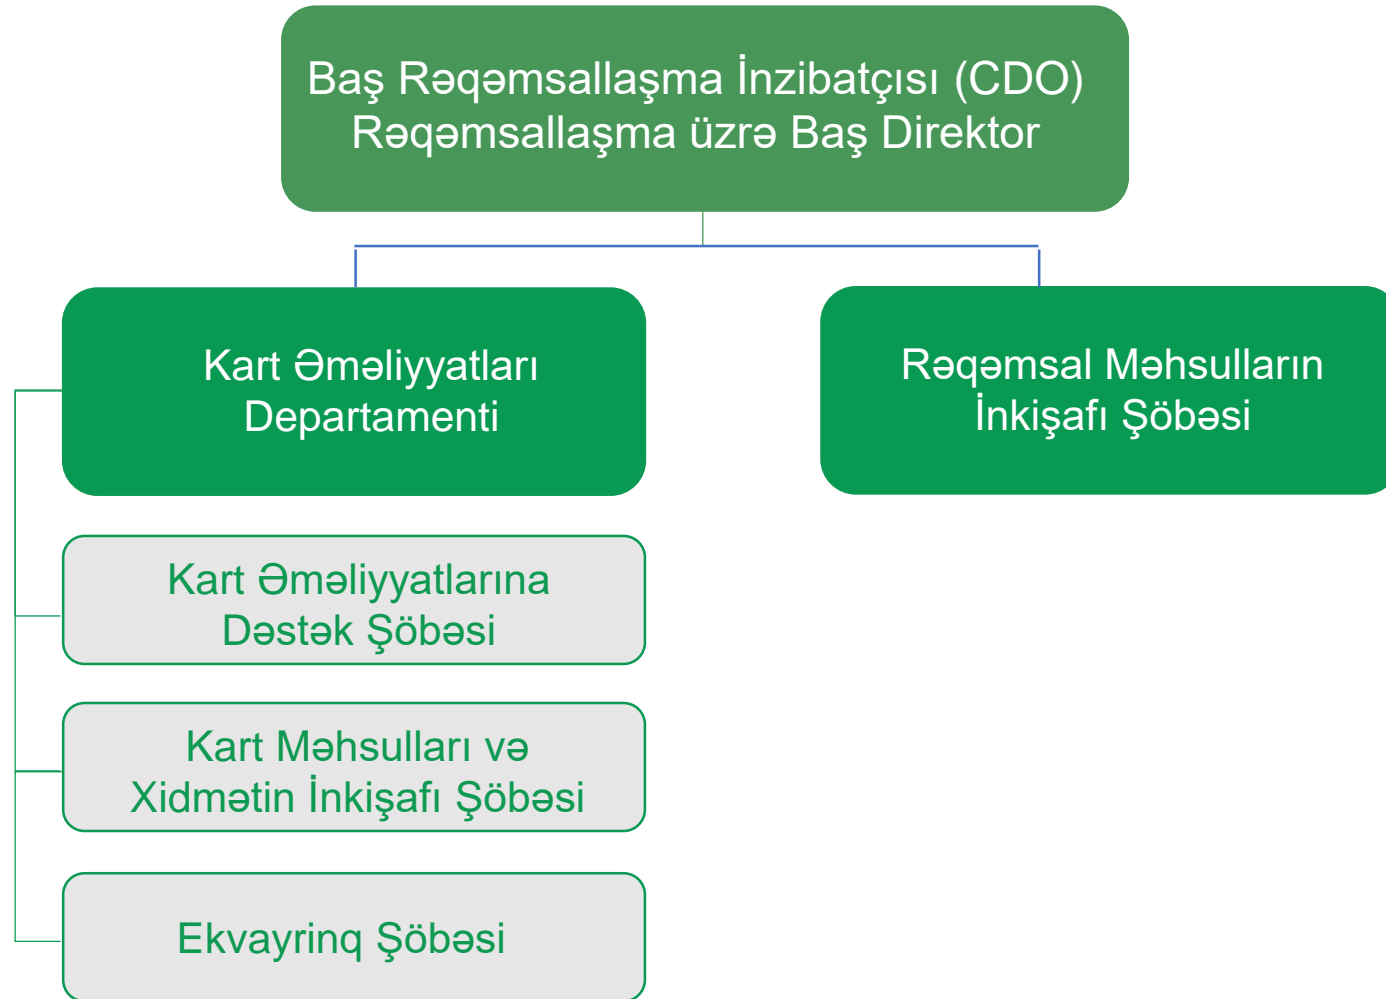 Baş Rəqəmsallaşma İnzibatçısı (CDO)
Rəqəmsallaşma üzrə Baş Direktor
Kart Əməliyyatları
Departamenti
Rəqəmsal Məhsulların
İnkişafı Şöbəsi
Kart Əməliyyatlarına
Dəstək Şöbəsi
Kart Məhsulları və
Xidmətin İnkişafı Şöbəsi
Ekvayrinq Şöbəsi